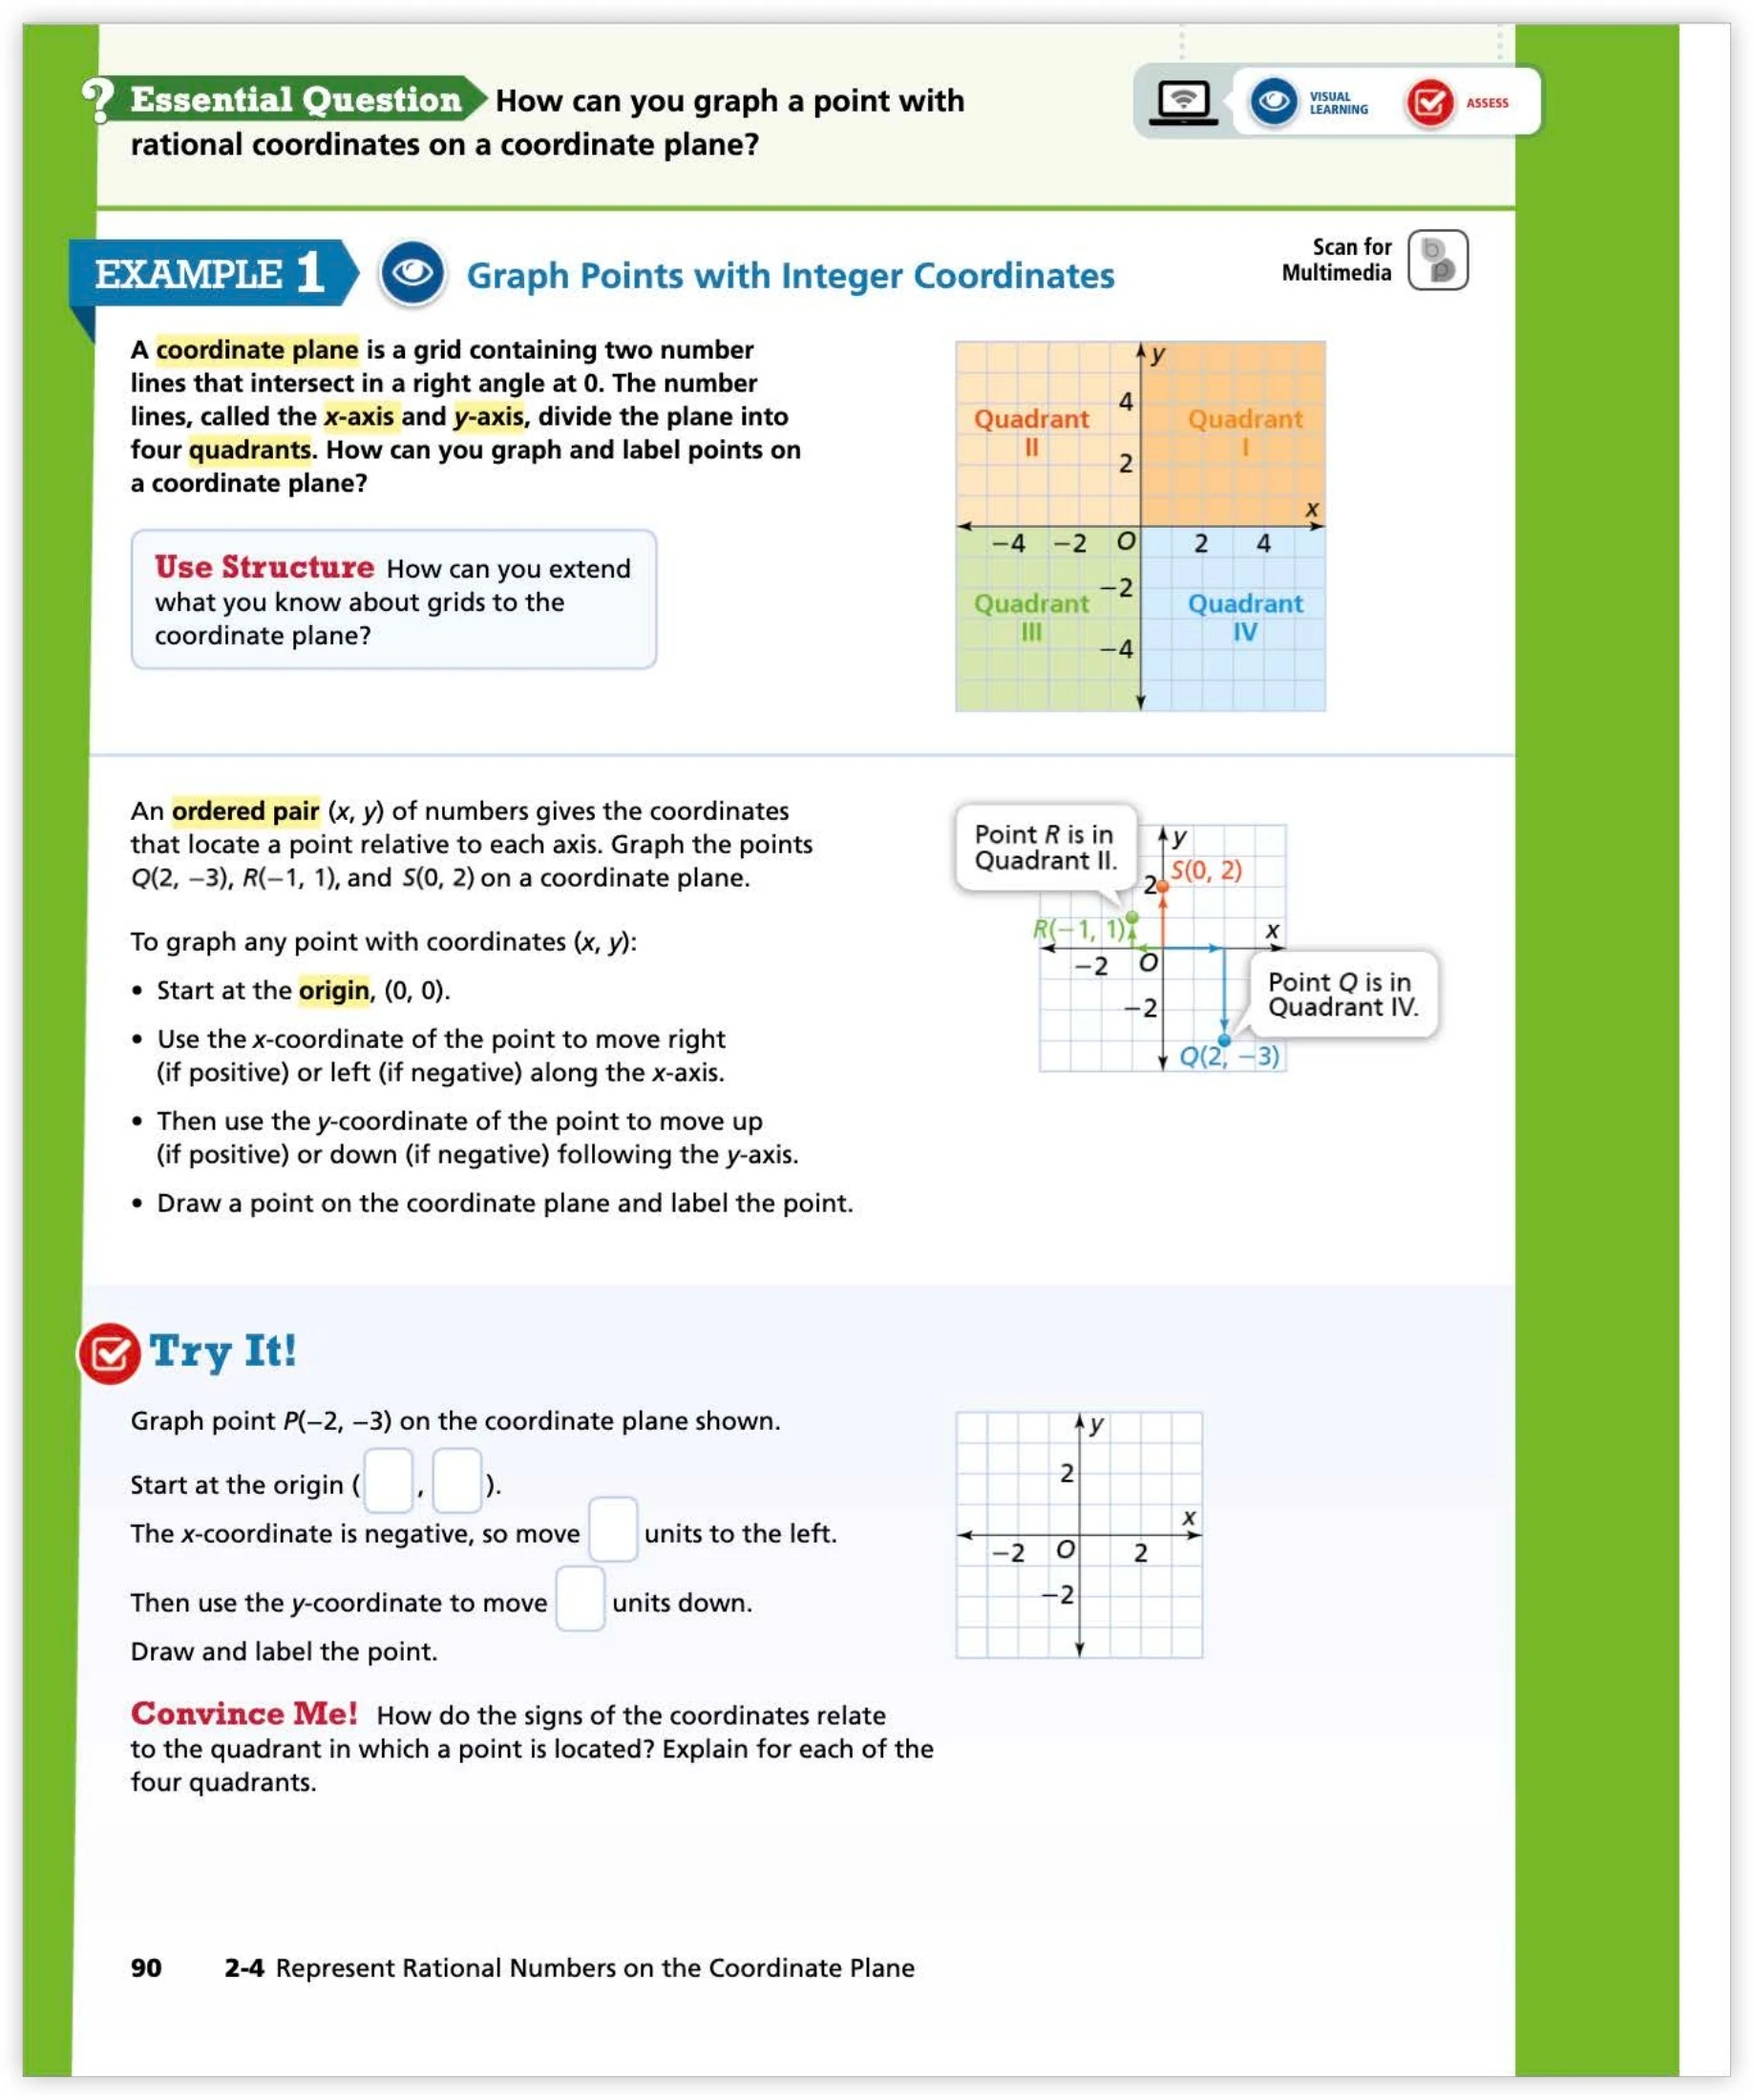 ? Essential Question How can you graph a point with
rational coordinates on a coordinate plane?
VISUAL
LEARNING
ASSESS
EXAMPLE 1
Graph Points with Integer Coordinates
Scan for
Multimedia
A coordinate plane is a grid containing two number
lines that intersect in a right angle at 0. The number
lines, called the x-axis and y-axis, divide the plane into
four quadrants. How can you graph and label points on
a coordinate plane?
Use Structure How can you extend
what you know about grids to the
coordinate plane?
y
4
Quadrant
II
Quadrant
I
2
x
−4 −2 O 2 4
−2
Quadrant
III
Quadrant
IV
−4
An ordered pair (x, y) of numbers gives the coordinates
that locate a point relative to each axis. Graph the points
Q(2, −3), R(−1, 1), and S(0, 2) on a coordinate plane.
To graph any point with coordinates (x, y):
• Start at the origin, (0, 0).
• Use the x-coordinate of the point to move right
(if positive) or left (if negative) along the x-axis.
• Then use the y-coordinate of the point to move up
(if positive) or down (if negative) following the y-axis.
• Draw a point on the coordinate plane and label the point.
Point R is in
Quadrant II.
y
S(0, 2)
2
R(−1, 1)
x
−2 O
Point Q is in
Quadrant IV.
−2
Q(2, −3)
Try It!
Graph point P(−2, −3) on the coordinate plane shown.
Start at the origin ( , ).
The x-coordinate is negative, so move units to the left.
Then use the y-coordinate to move units down.
Draw and label the point.
y
2
x
−2 O 2
−2
Convince Me! How do the signs of the coordinates relate
to the quadrant in which a point is located? Explain for each of the
four quadrants.
90 2-4 Represent Rational Numbers on the Coordinate Plane